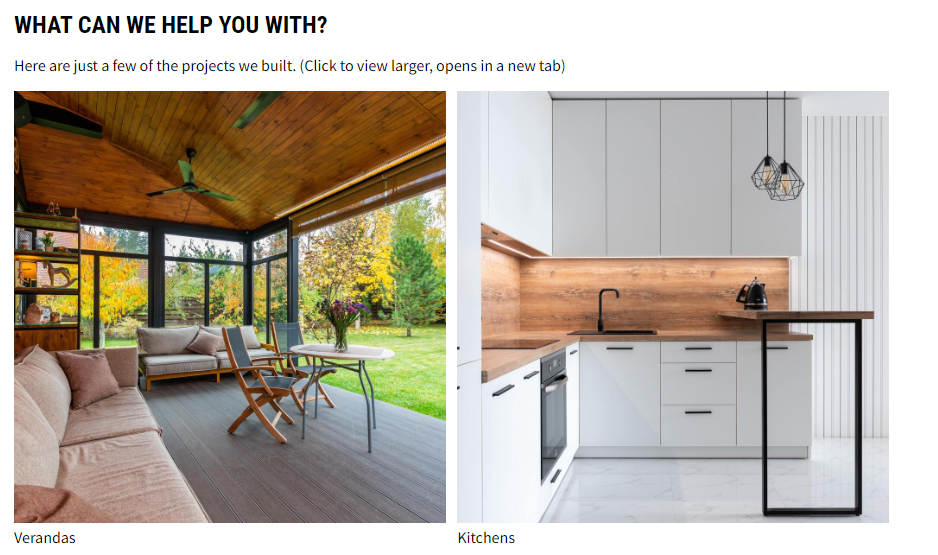 WHAT CAN WE HELP YOU WITH?
Here are just a few of the projects we built. (Click to view larger, opens in a new tab)
Verandas
Kitchens